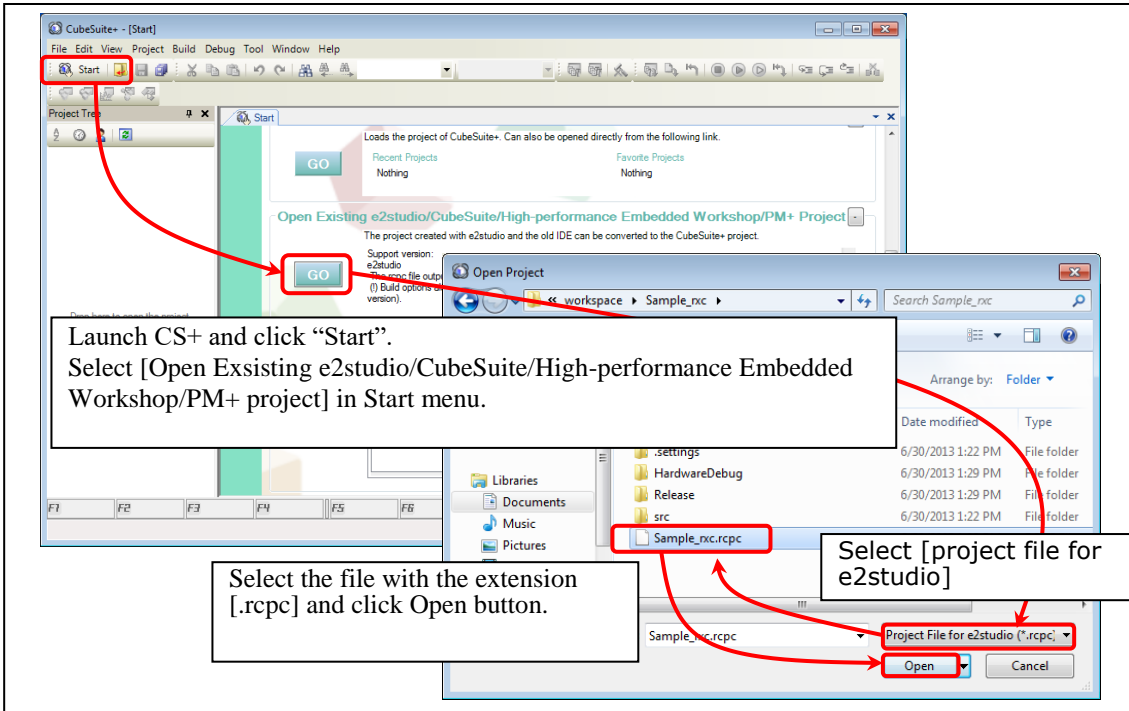 CubeSuite+ - [Start]
File Edit View Project Build Debug Tool Window Help
Start
Project Tree
Start
Loads the project of CubeSuite+. Can also be opened directly from the following link.
GO
Recent Projects
Favorite Projects
Nothing
Nothing
Open Existing e2studio/CubeSuite/High-performance Embedded Workshop/PM+ Project
The project created with e2studio and the old IDE can be converted to the CubeSuite+ project.
GO
Support version:
e2studio
The rcpc file outp
(!) Build options a
version).
Open Project
« workspace Sample_rxc
Search Sample_rxc
Launch CS+ and click “Start”.
Select [Open Exsisting e2studio/CubeSuite/High-performance Embedded
Workshop/PM+ project] in Start menu.
Arrange by: Folder
Date modified Type
.settings 6/30/2013 1:22 PM File folder
HardwareDebug 6/30/2013 1:29 PM File folder
Release 6/30/2013 1:29 PM File folder
src 6/30/2013 1:22 PM File folder
Sample_rxc.rcpc
Libraries
Documents
Music
Pictures
F1 F2 F3 F4 F5 F6
Select [project file for
e2studio]
Select the file with the extension
[.rcpc] and click Open button.
Sample_rxc.rcpc
Project File for e2studio (*.rcpc)
Open
Cancel